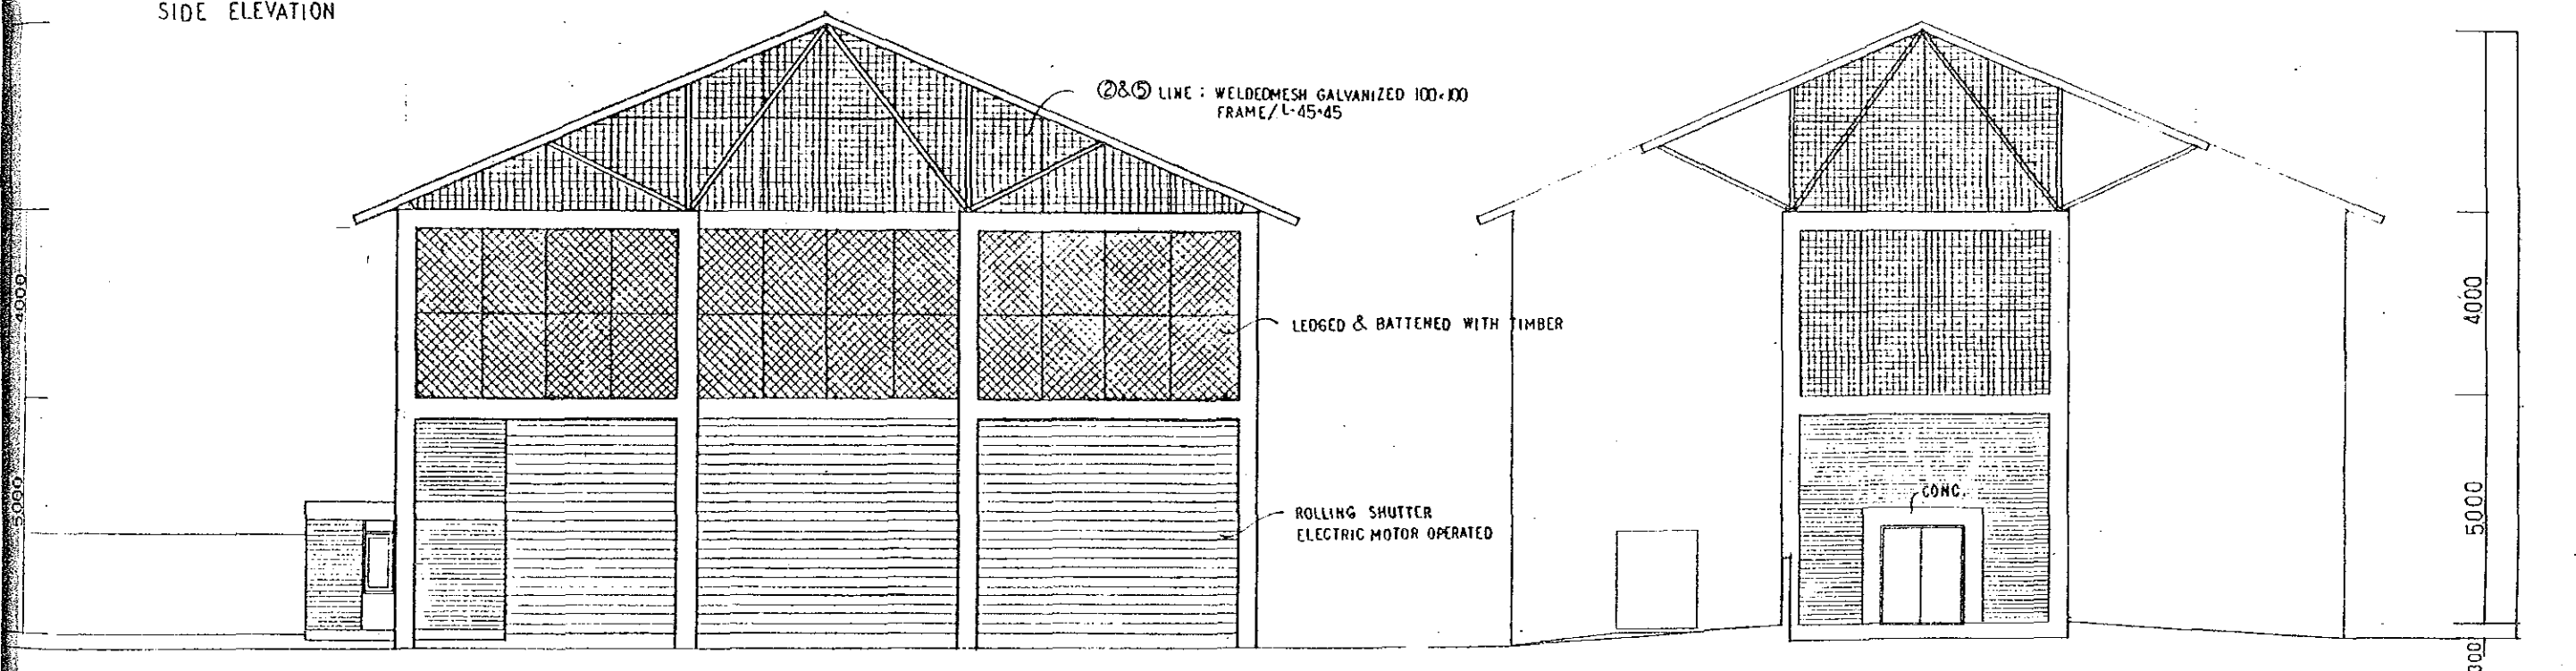 SIDE ELEVATION
②&⑤ LINE : WELDEDMESH GALVANIZED 100×100
FRAME/L-45×45
4000
5000
LEDGED & BATTENED WITH TIMBER
ROLLING SHUTTER
ELECTRIC MOTOR OPERATED
CONC.
4000
5000
300